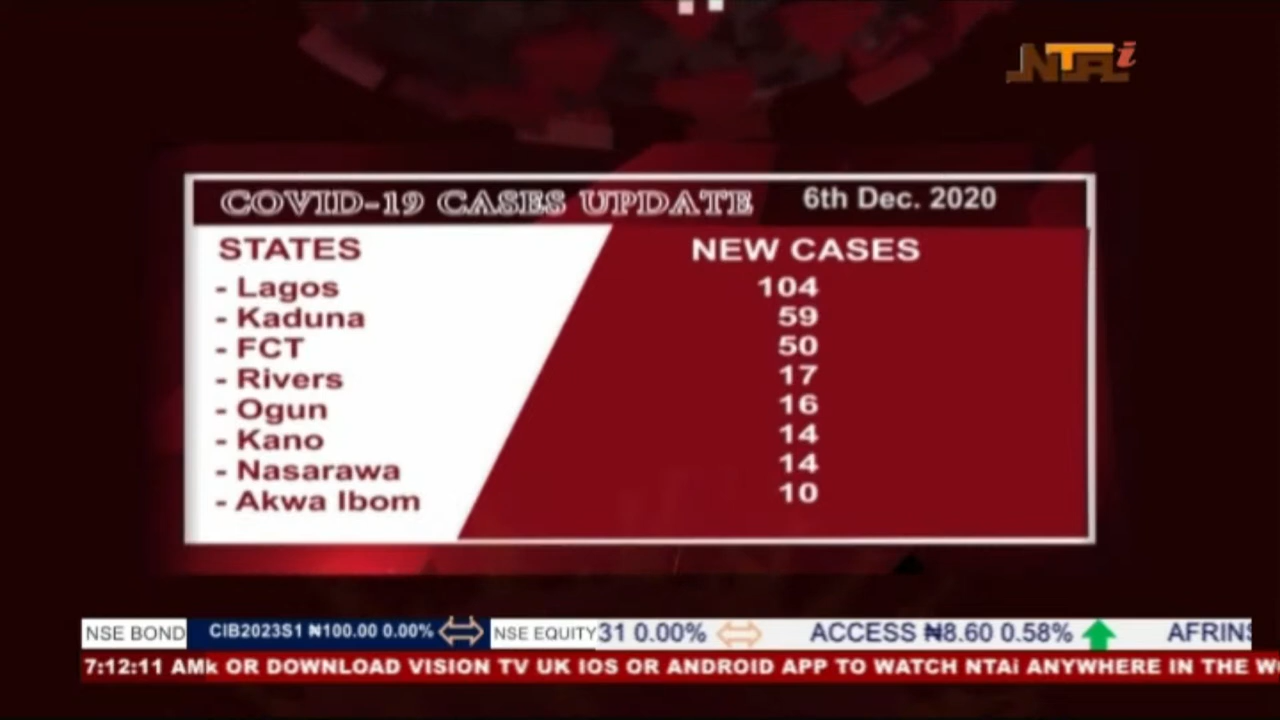 NTAi
COVID-19 CASES UPDATE 6th Dec. 2020
STATES NEW CASES
- Lagos 104
- Kaduna 59
- FCT 50
- Rivers 17
- Ogun 16
- Kano 14
- Nasarawa 14
- Akwa Ibom 10
NSE BOND CIB2023S1 ₦100.00 0.00% NSE EQUITY 31 0.00% ACCESS ₦8.60 0.58% AFRINS
7:12:11 AM k OR DOWNLOAD VISION TV UK IOS OR ANDROID APP TO WATCH NTAi ANYWHERE IN THE